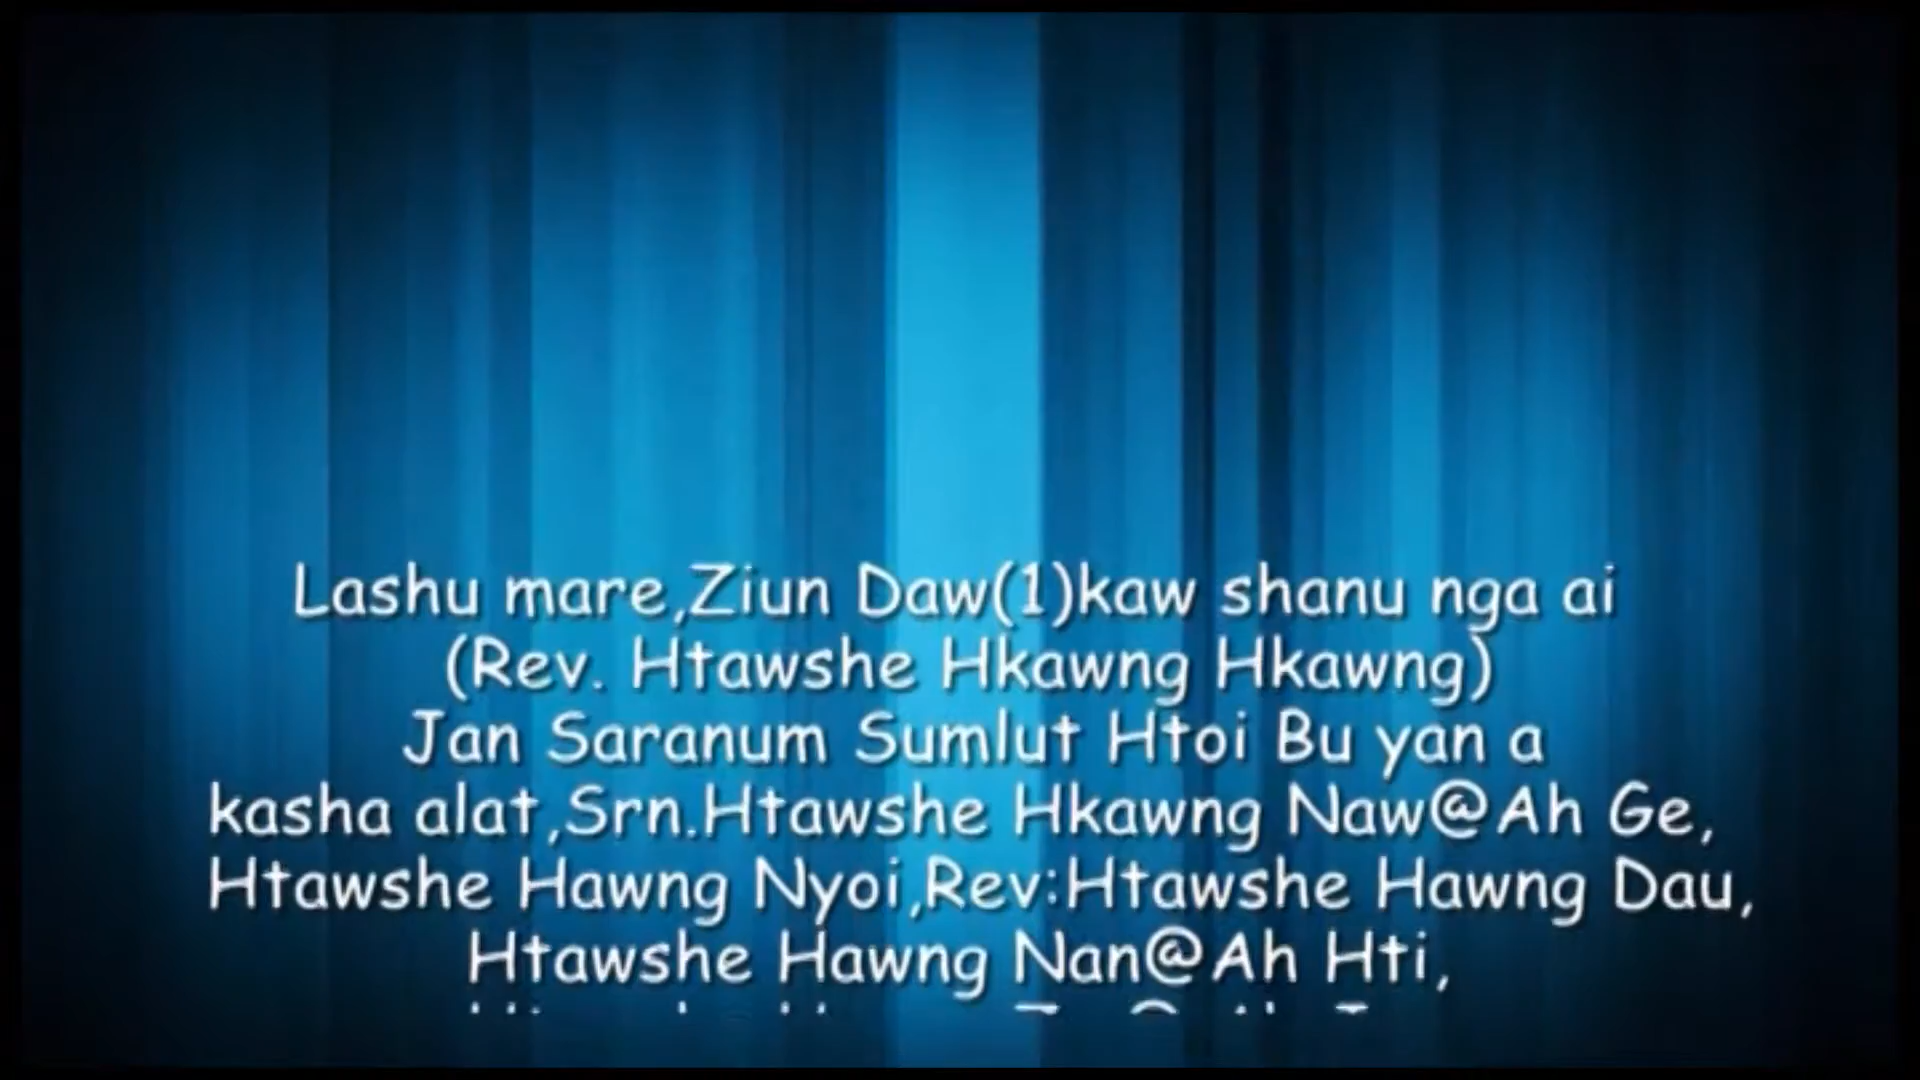 Lashu mare,Ziun Daw(1)kaw shanu nga ai
(Rev. Htawshe Hkawng Hkawng)
Jan Saranum Sumlut Htoi Bu yan a
kasha alat,Srn.Htawshe Hkawng Naw@Ah Ge,
Htawshe Hawng Nyoi,Rev:Htawshe Hawng Dau,
Htawshe Hawng Nan@Ah Hti,